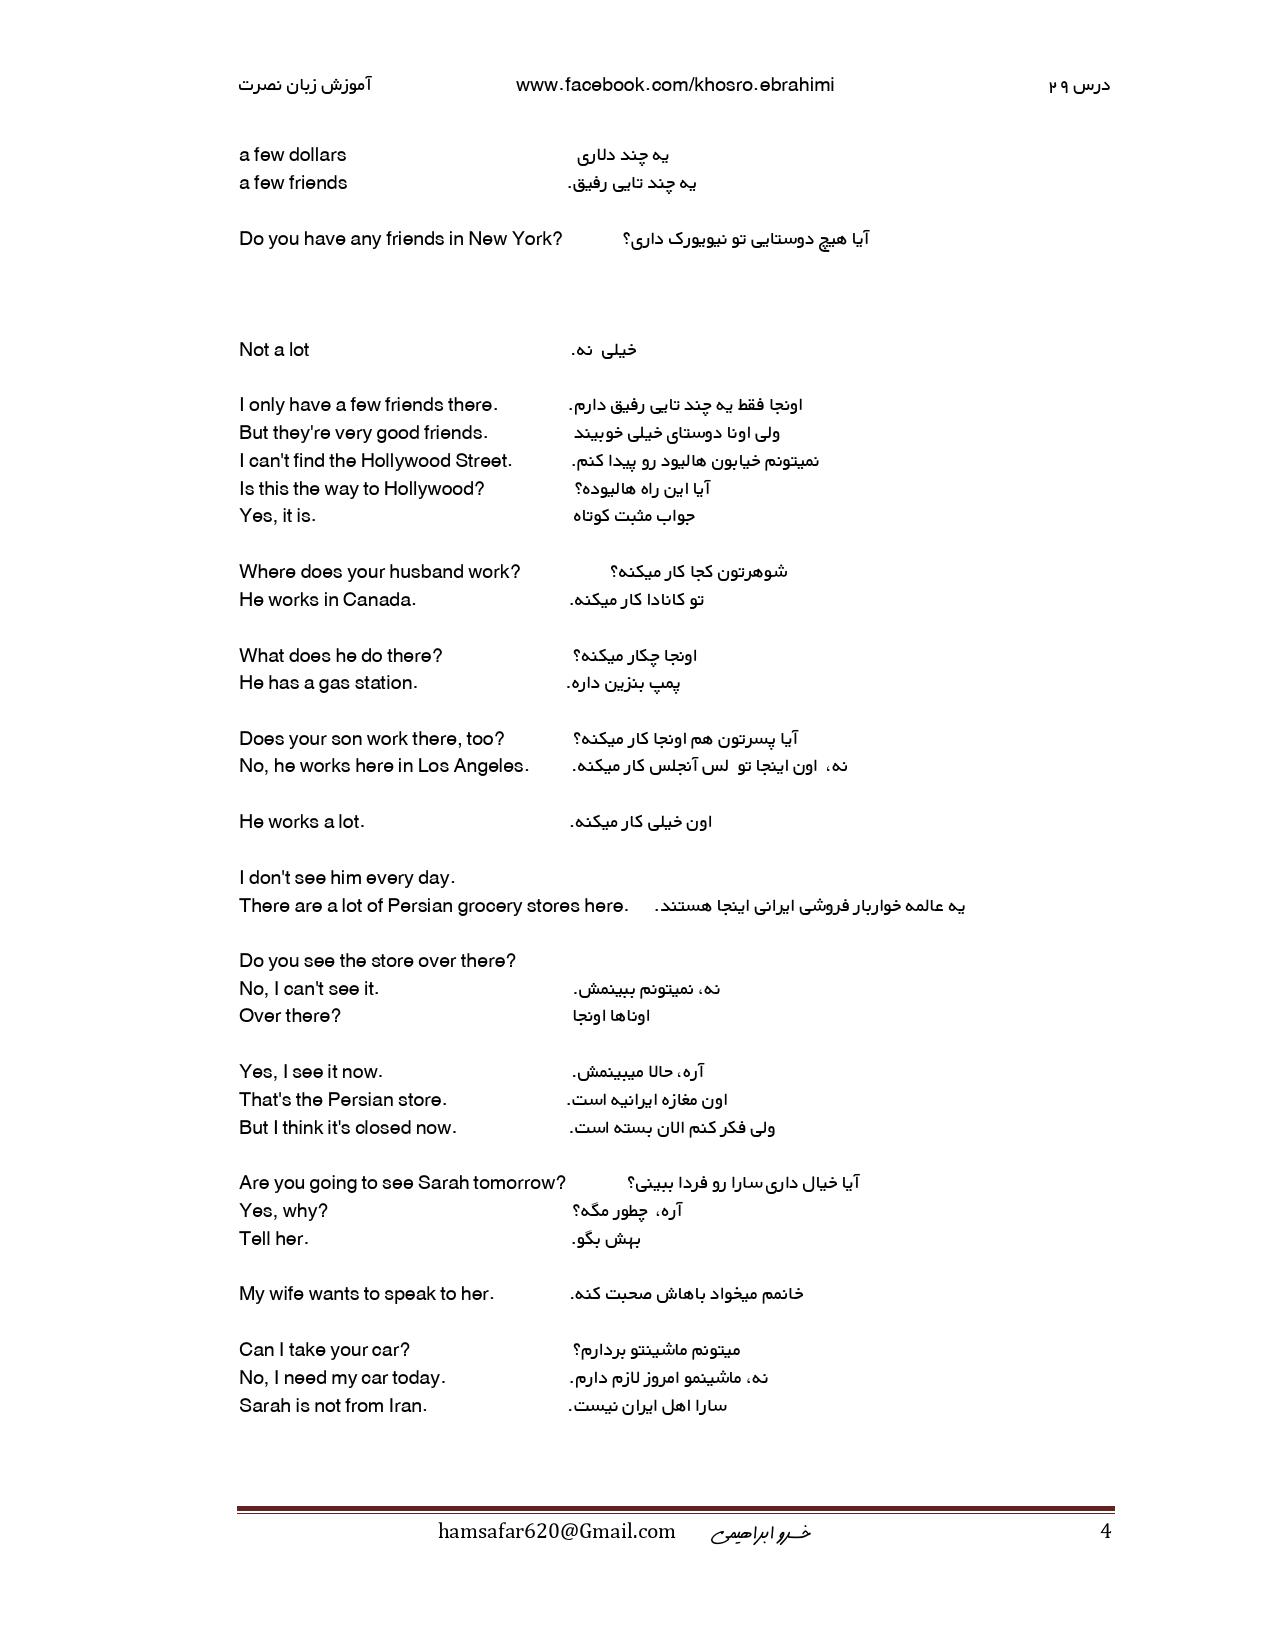 آموزش زبان نصرت www.facebook.com/khosro.ebrahimi درس ۲۹
a few dollars یه چند دلاری
a few friends یه چند تایی رفیق.
Do you have any friends in New York? آیا هیچ دوستایی تو نیویورک داری؟
Not a lot خیلی نه.
I only have a few friends there. اونجا فقط یه چند تایی رفیق دارم.
But they're very good friends. ولی اونا دوستای خیلی خوبیند
I can't find the Hollywood Street. نمیتونم خیابون هالیود رو پیدا کنم.
Is this the way to Hollywood? آیا این راه هالیوده؟
Yes, it is. جواب مثبت کوتاه
Where does your husband work? شوهرتون کجا کار میکنه؟
He works in Canada. تو کانادا کار میکنه.
What does he do there? اونجا چکار میکنه؟
He has a gas station. پمپ بنزین داره.
Does your son work there, too? آیا پسرتون هم اونجا کار میکنه؟
No, he works here in Los Angeles. نه، اون اینجا تو لس آنجلس کار میکنه.
He works a lot. اون خیلی کار میکنه.
I don't see him every day.
There are a lot of Persian grocery stores here. یه عالمه خواربار فروشی ایرانی اینجا هستند.
Do you see the store over there?
No, I can't see it. نه، نمیتونم ببینمش.
Over there? اوناها اونجا
Yes, I see it now. آره، حالا میبینمش.
That's the Persian store. اون مغازه ایرانیه است.
But I think it's closed now. ولی فکر کنم الان بسته است.
Are you going to see Sarah tomorrow? آیا خیال داری سارا رو فردا ببینی؟
Yes, why? آره، چطور مگه؟
Tell her. بهش بگو.
My wife wants to speak to her. خانمم میخواد باهاش صحبت کنه.
Can I take your car? میتونم ماشینتو بردارم؟
No, I need my car today. نه، ماشینمو امروز لازم دارم.
Sarah is not from Iran. سارا اهل ایران نیست.
hamsafar620@Gmail.com خسرو ابراهیمی 4